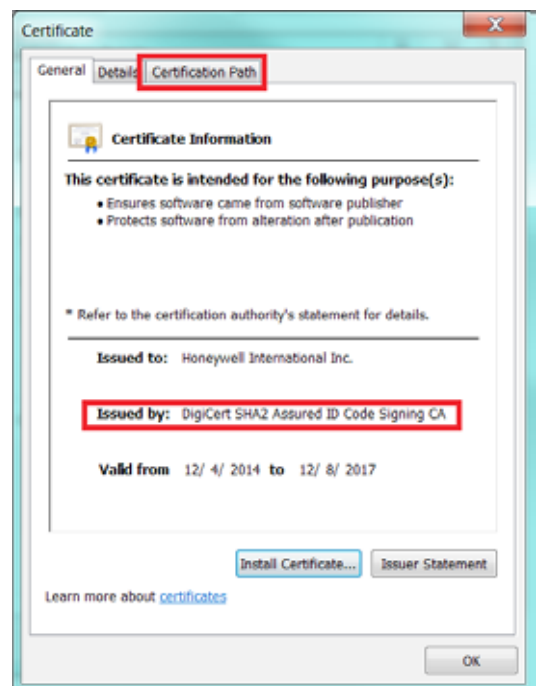 Certificate
General Details Certification Path
Certificate Information
This certificate is intended for the following purpose(s):
• Ensures software came from software publisher
• Protects software from alteration after publication
* Refer to the certification authority's statement for details.
Issued to: Honeywell International Inc.
Issued by: DigiCert SHA2 Assured ID Code Signing CA
Valid from 12/ 4/ 2014 to 12/ 8/ 2017
Install Certificate... Issuer Statement
Learn more about certificates
OK